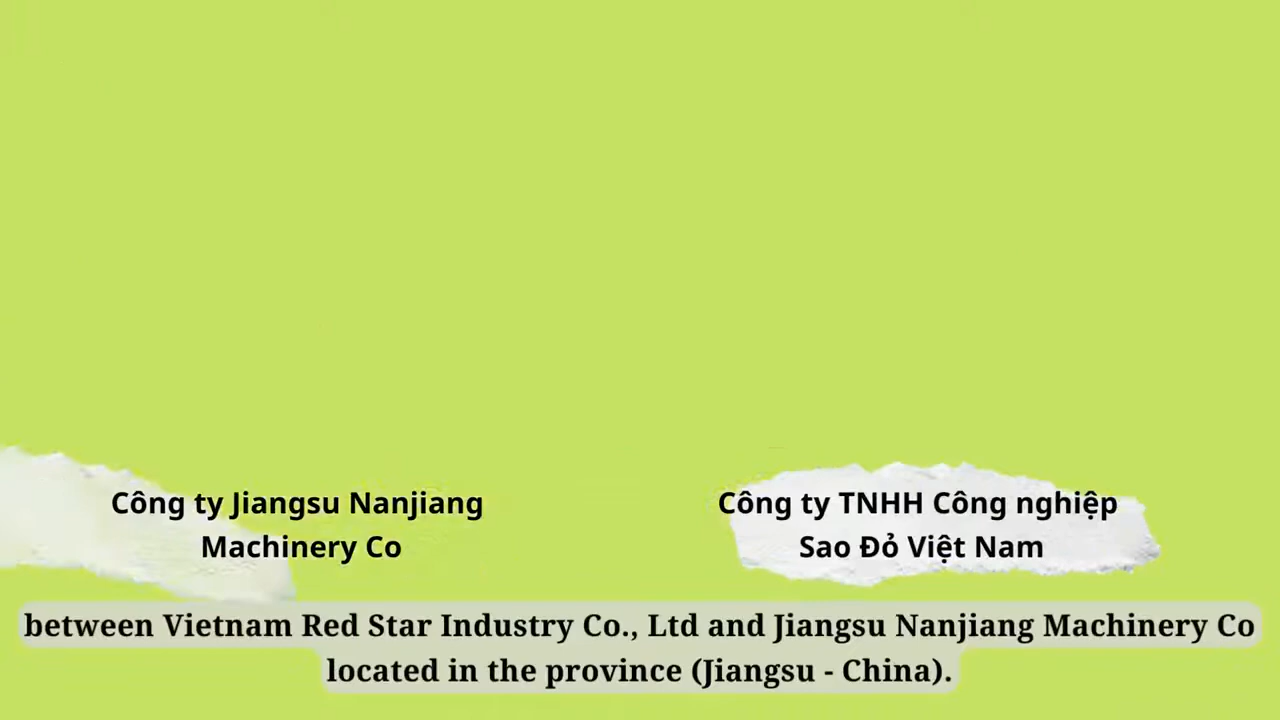 Công ty Jiangsu Nanjiang
Machinery Co
Công ty TNHH Công nghiệp
Sao Đỏ Việt Nam
between Vietnam Red Star Industry Co., Ltd and Jiangsu Nanjiang Machinery Co
located in the province (Jiangsu - China).